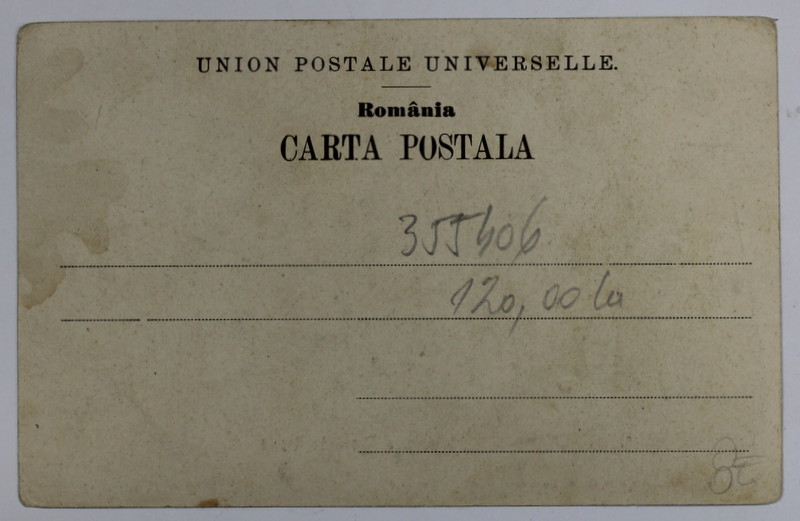 UNION POSTALE UNIVERSELLE.
România
CARTA POSTALA
355406
120,00 lei